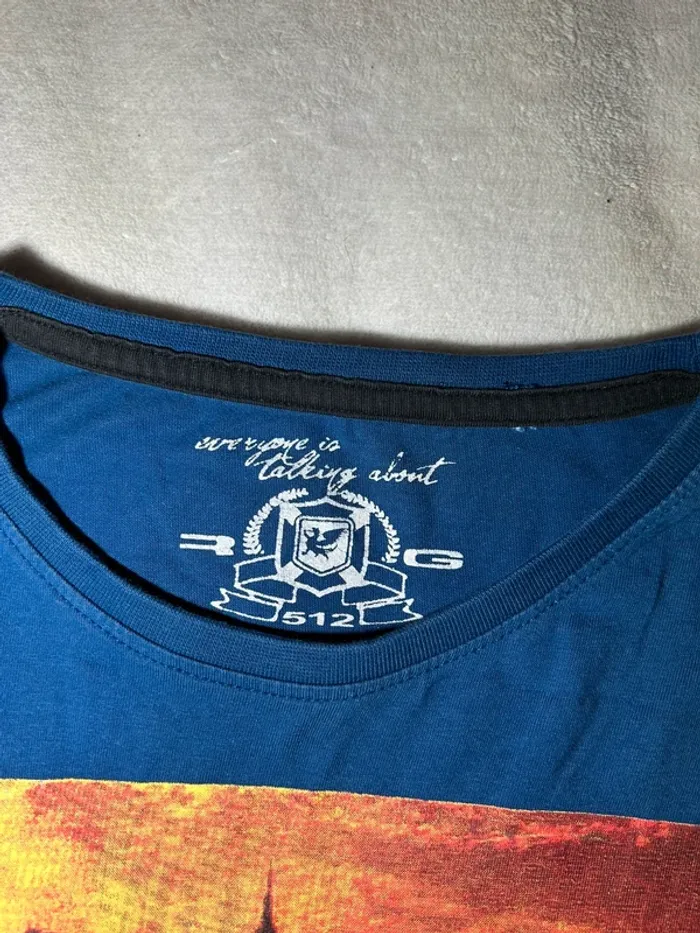 everyone is
talking about
R G
512